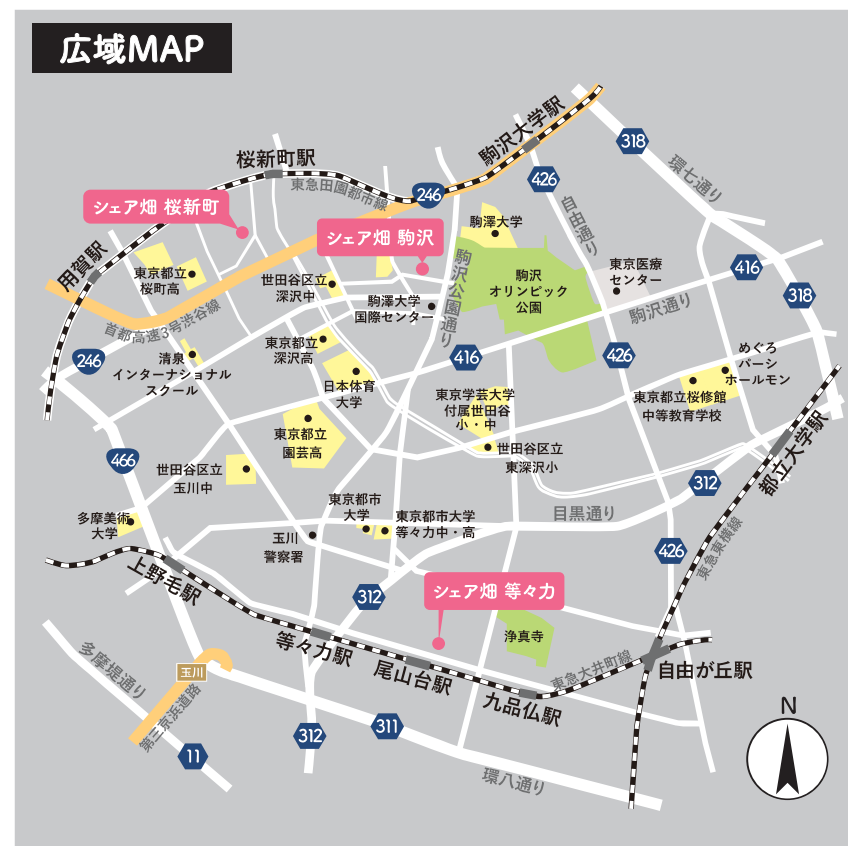 広域MAP
駒沢大学駅
318
環七通り
桜新町駅
東急田園都市線
246
426
自由通り
シェア畑 桜新町
シェア畑 駒沢
駒澤大学
用賀駅
東京都立
桜町高
世田谷区立
深沢中
駒沢公園通り
駒沢
オリンピック
公園
東京医療
センター
416
318
首都高速3号渋谷線
駒澤大学
国際センター
駒沢通り
246
清泉
インターナショナル
スクール
東京都立
深沢高
416
426
めぐろ
パーシ
ホールモン
日本体育
大学
東京学芸大学
付属世田谷
小・中
東京都立桜修館
中等教育学校
東京都立
園芸高
世田谷区立
東深沢小
都立大学駅
466
世田谷区立
玉川中
312
多摩美術
大学
東京都市
大学
東京都市大学
等々力中・高
目黒通り
玉川
警察署
426
東急東横線
上野毛駅
312
シェア畑 等々力
等々力駅
浄真寺
尾山台駅
多摩堤通り
玉川
第三京浜道路
九品仏駅
東急大井町線
自由が丘駅
N
312
311
11
環八通り